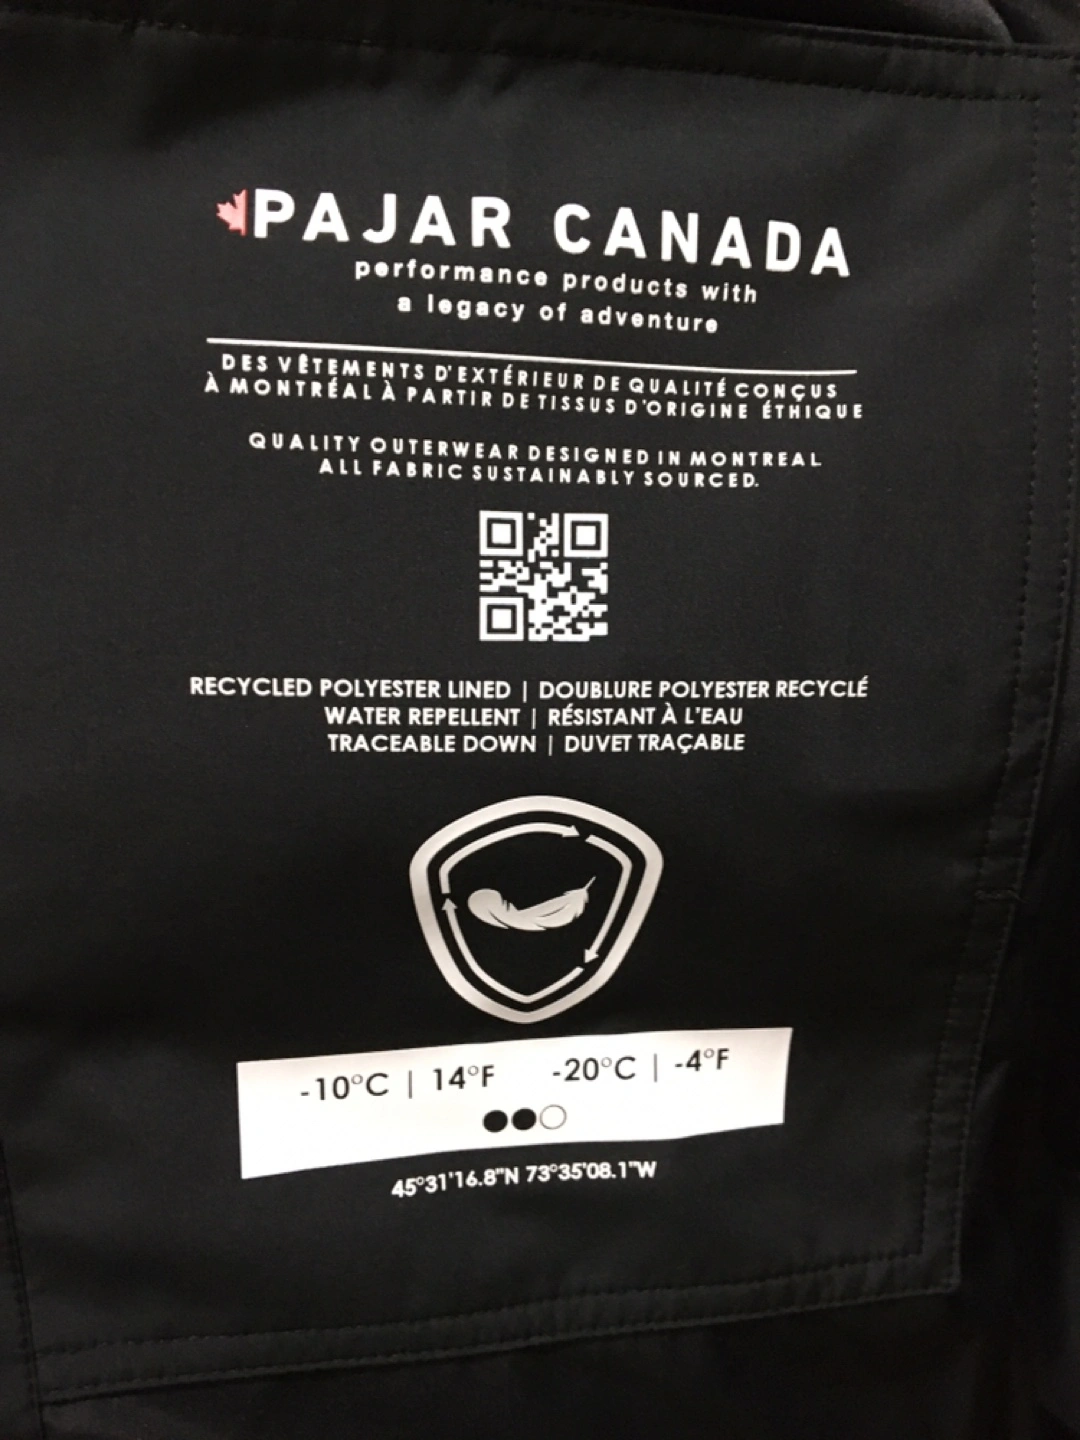 PAJAR CANADA
performance products with
a legacy of adventure
DES VÊTEMENTS D'EXTÉRIEUR DE QUALITÉ CONÇUS
À MONTRÉAL À PARTIR DE TISSUS D'ORIGINE ÉTHIQUE
QUALITY OUTERWEAR DESIGNED IN MONTREAL
ALL FABRIC SUSTAINABLY SOURCED.
RECYCLED POLYESTER LINED | DOUBLURE POLYESTER RECYCLÉ
WATER REPELLENT | RÉSISTANT À L'EAU
TRACEABLE DOWN | DUVET TRAÇABLE
-10°C | 14°F -20°C | -4°F
45°31'16.8"N 73°35'08.1"W